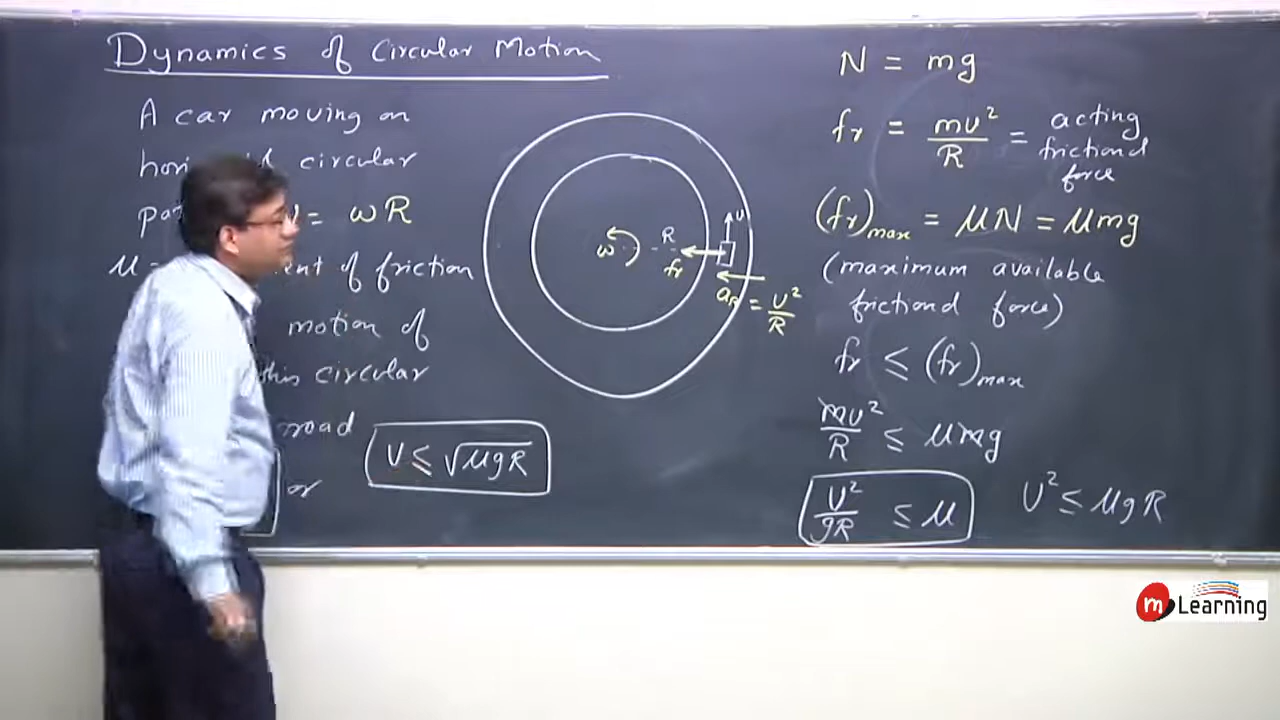 Dynamics of Circular Motion
A car moving on
circular
= ωR
μ = of friction
motion of
this circular
road
or
V ≤ √μgR
ω
R
fr
v
aR = v²/R
N = mg
fr = mv²/R = acting frictional force
(fr)max = μN = μmg
(maximum available
frictional force)
fr ≤ (fr)max
mv²/R ≤ μmg
v²/gR ≤ μ
v² ≤ μgR
m Learning